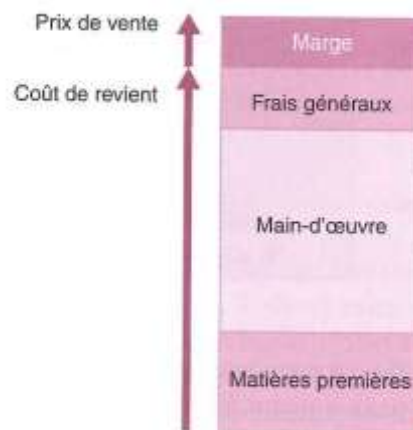 Prix de vente
Marge
Coût de revient
Frais généraux
Main-d'œuvre
Matières premières